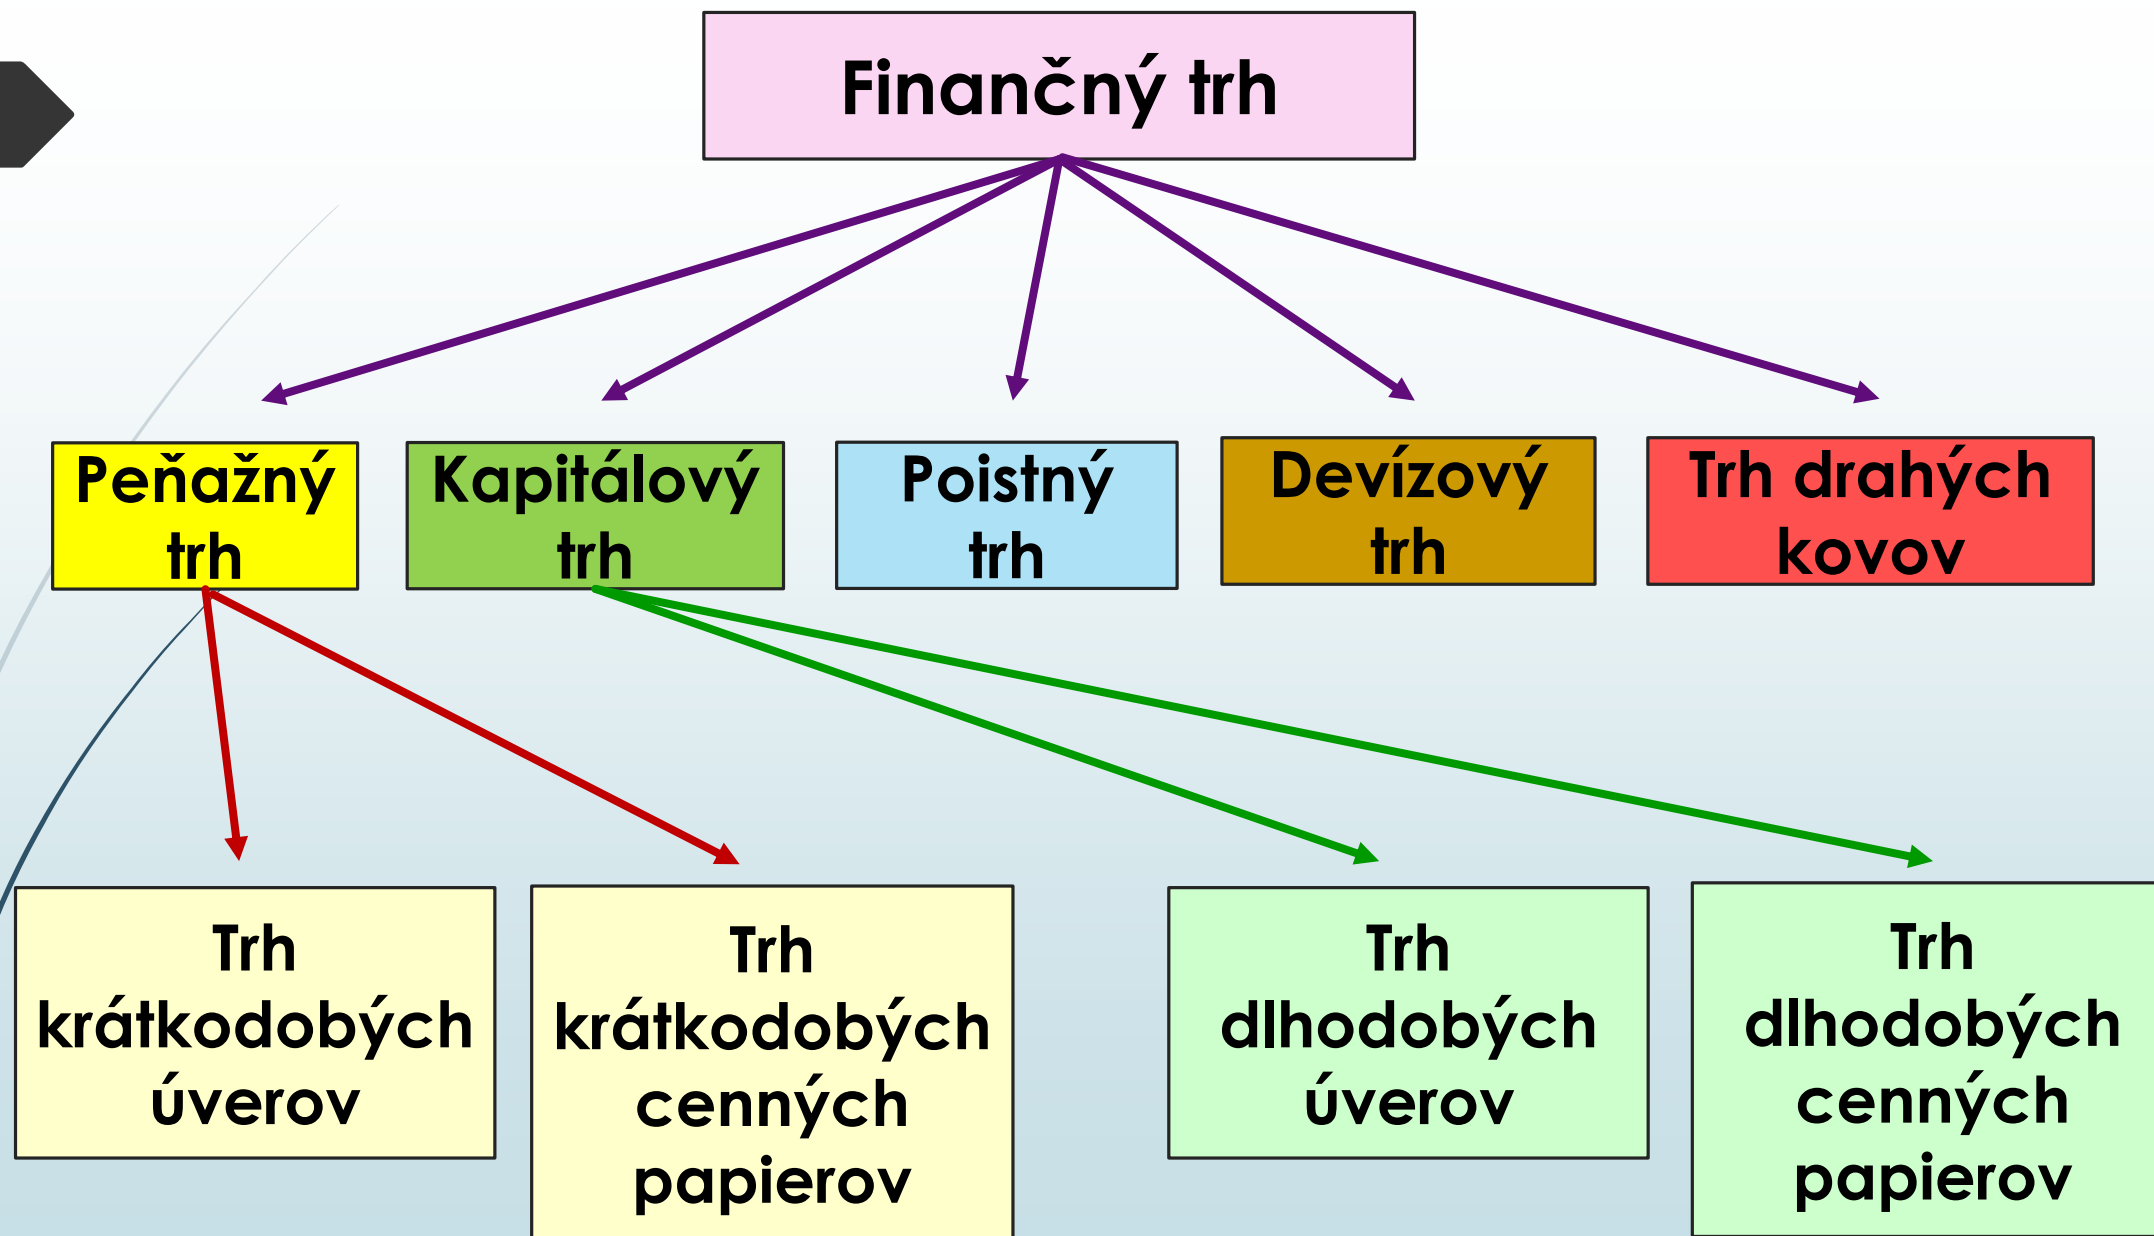 Finančný trh
Peňažný
trh
Kapitálový
trh
Poistný
trh
Devízový
trh
Trh drahých
kovov
Trh
krátkodobých
úverov
Trh
krátkodobých
cenných
papierov
Trh
dlhodobých
úverov
Trh
dlhodobých
cenných
papierov